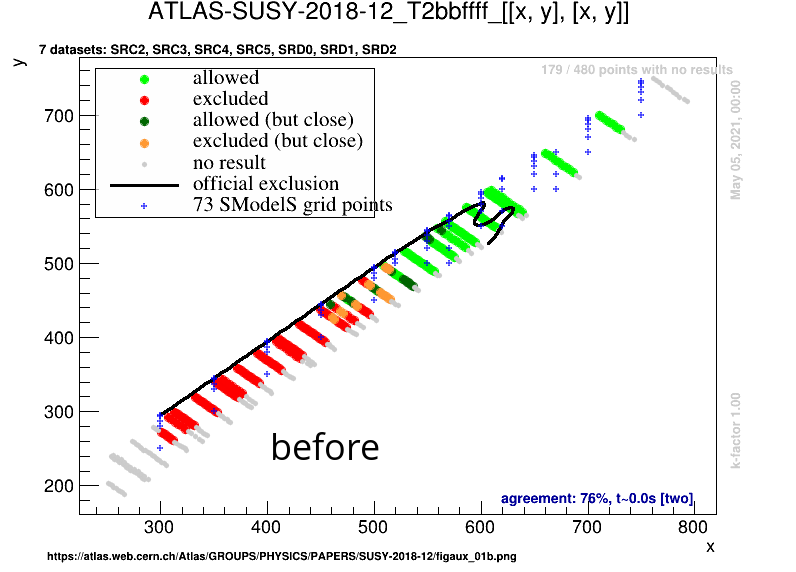 ATLAS-SUSY-2018-12_T2bbffff_[[x, y], [x, y]]
7 datasets: SRC2, SRC3, SRC4, SRC5, SRD0, SRD1, SRD2
y
179 / 480 points with no results
allowed
excluded
allowed (but close)
excluded (but close)
no result
official exclusion
73 SModelS grid points
May 05, 2021, 00:00
k-factor 1.00
700
600
500
400
300
200
before
agreement: 76%, t~0.0s [two]
300 400 500 600 700 800
x
https://atlas.web.cern.ch/Atlas/GROUPS/PHYSICS/PAPERS/SUSY-2018-12/figaux_01b.png